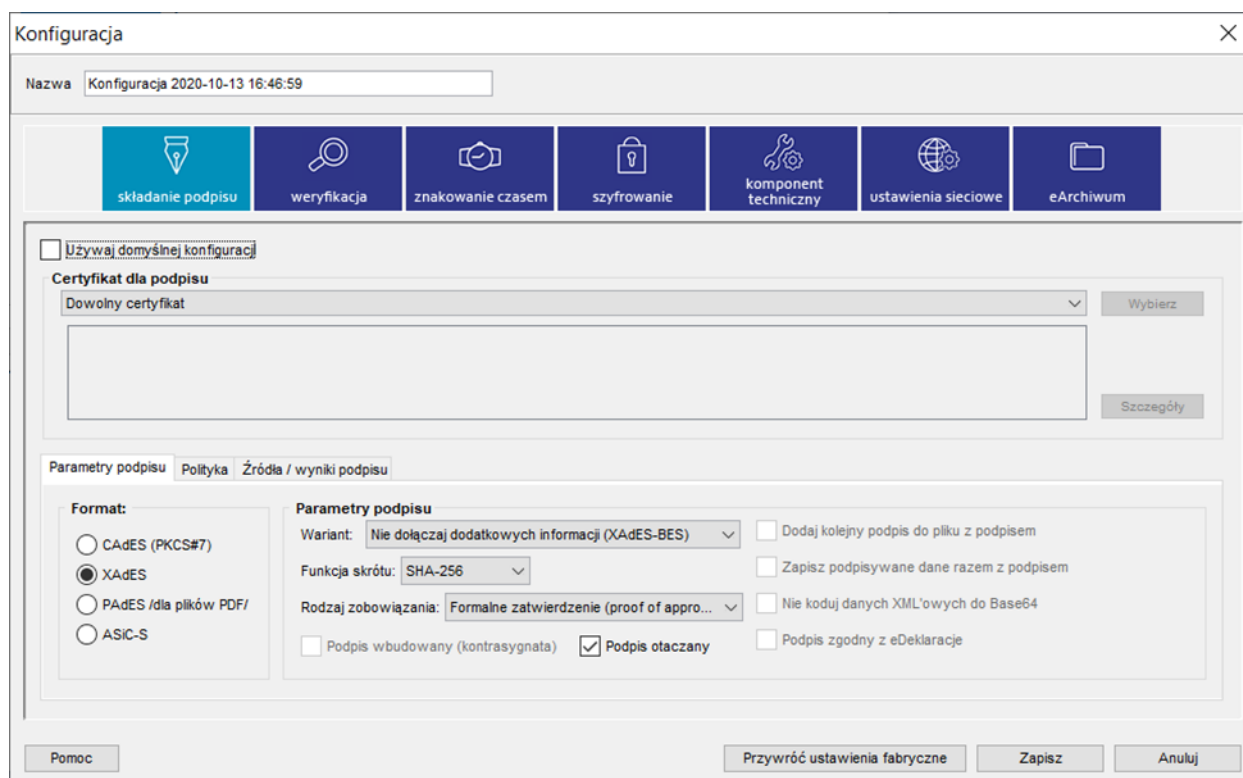 Konfiguracja
Nazwa Konfiguracja 2020-10-13 16:46:59
składanie podpisu weryfikacja znakowanie czasem szyfrowanie komponent techniczny ustawienia sieciowe eArchiwum
Używaj domyślnej konfiguracji
Certyfikat dla podpisu
Dowolny certyfikat Wybierz
Szczegóły
Parametry podpisu Polityka Źródła / wyniki podpisu
Format:
CAdES (PKCS#7)
XAdES
PAdES /dla plików PDF/
ASiC-S
Parametry podpisu
Wariant: Nie dołączaj dodatkowych informacji (XAdES-BES)
Funkcja skrótu: SHA-256
Rodzaj zobowiązania: Formalne zatwierdzenie (proof of appro...
Podpis wbudowany (kontrasygnata) Podpis otaczany
Dodaj kolejny podpis do pliku z podpisem
Zapisz podpisywane dane razem z podpisem
Nie koduj danych XML'owych do Base64
Podpis zgodny z eDeklaracje
Pomoc Przywróć ustawienia fabryczne Zapisz Anuluj